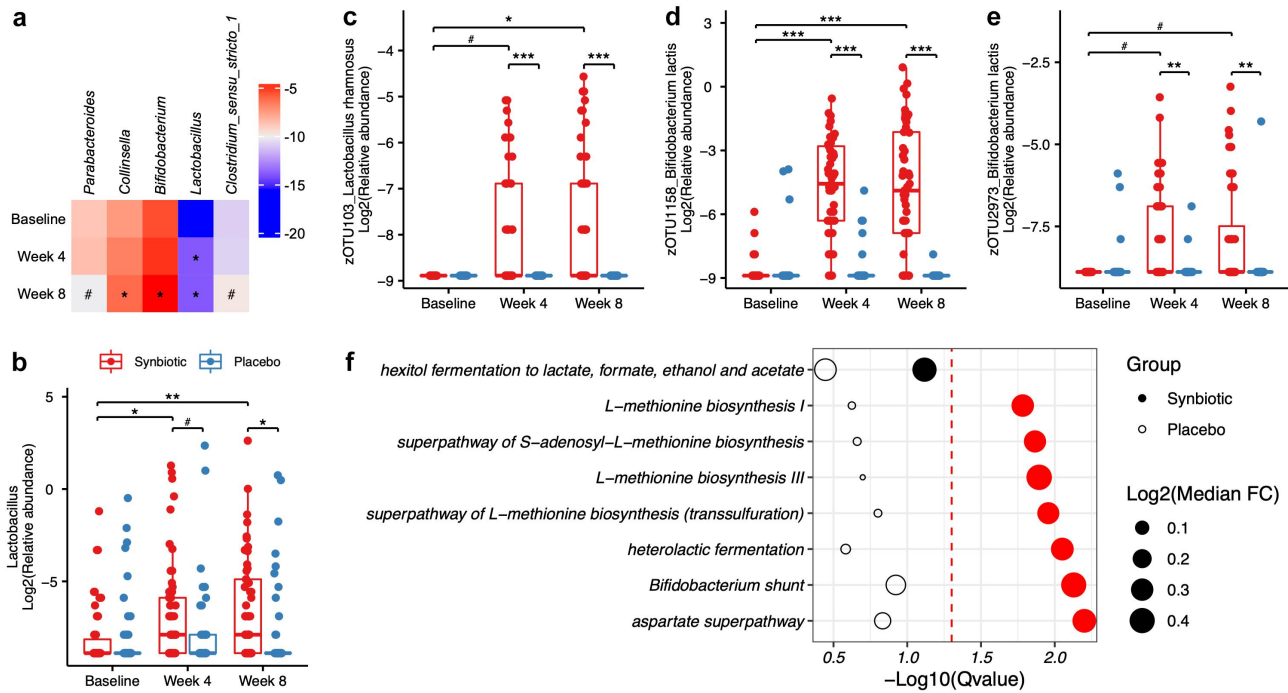 a
Parabacteroides
Collinsella
Bifidobacterium
Lactobacillus
Clostridium_sensu_stricto_1
-5
-10
-15
-20
Baseline
Week 4
*
Week 8
# * * * #
b
Synbiotic
Placebo
Lactobacillus
Log2(Relative abundance)
5
0
−5
**
*
#
*
Baseline
Week 4
Week 8
c
zOTU103_Lactobacillus rhamnosus
Log2(Relative abundance)
−4
−5
−6
−7
−8
−9
*
#
***
***
Baseline
Week 4
Week 8
d
zOTU1158_Bifidobacterium lactis
Log2(Relative abundance)
3
0
−3
−6
−9
***
***
***
***
Baseline
Week 4
Week 8
e
zOTU2973_Bifidobacterium lactis
Log2(Relative abundance)
−2.5
−5.0
−7.5
#
#
**
**
Baseline
Week 4
Week 8
f
hexitol fermentation to lactate, formate, ethanol and acetate
L−methionine biosynthesis I
superpathway of S−adenosyl−L−methionine biosynthesis
L−methionine biosynthesis III
superpathway of L−methionine biosynthesis (transsulfuration)
heterolactic fermentation
Bifidobacterium shunt
aspartate superpathway
0.5
1.0
1.5
2.0
−Log10(Qvalue)
Group
Synbiotic
Placebo
Log2(Median FC)
0.1
0.2
0.3
0.4